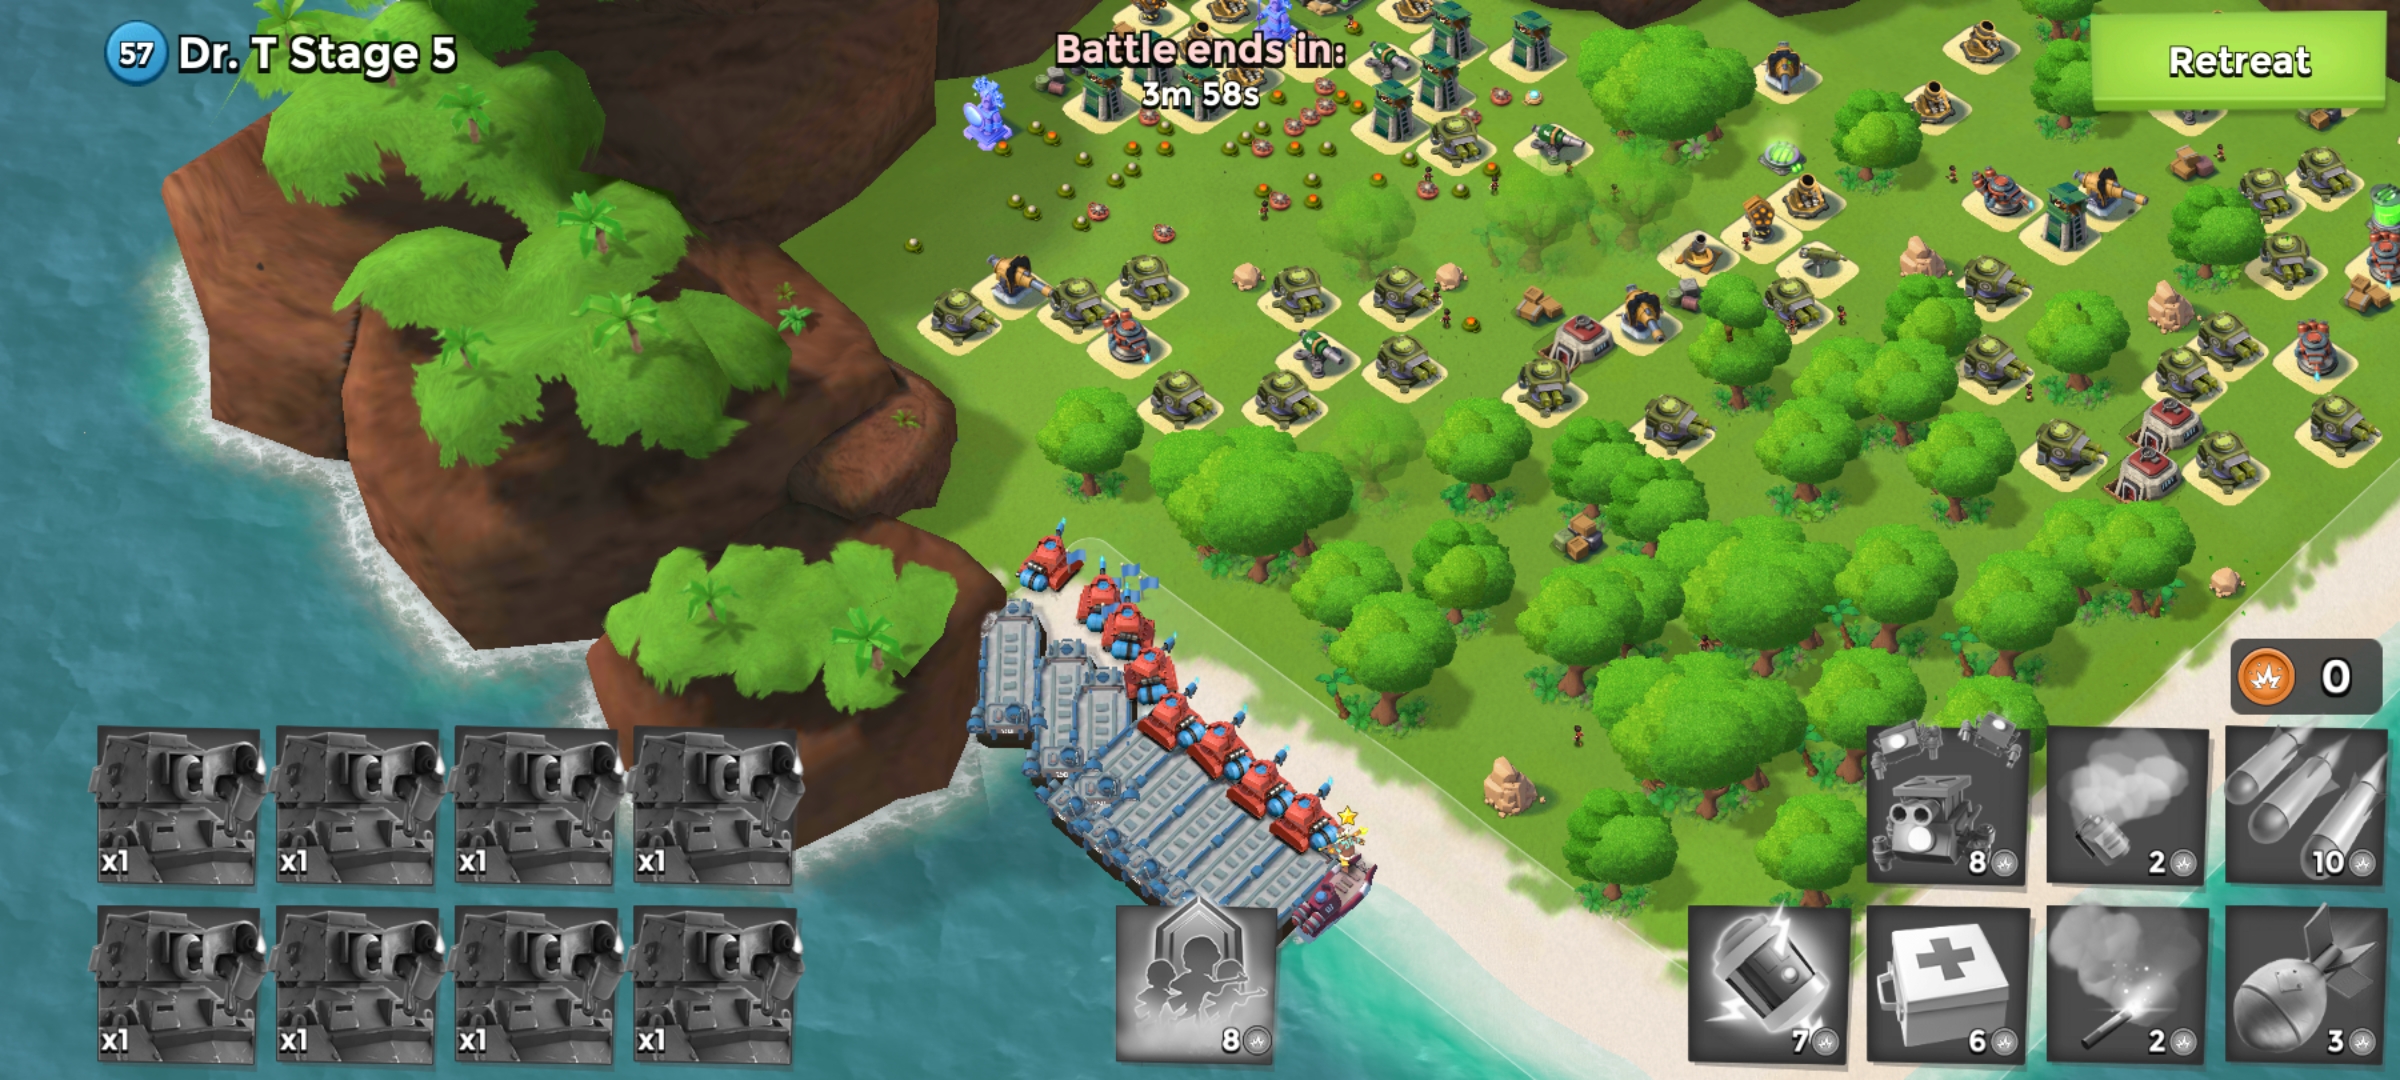 57 Dr. T Stage 5
Battle ends in:
3m 58s
Retreat
0
x1 x1 x1 x1
8 2 10
x1 x1 x1 x1
8
7 6 2 3